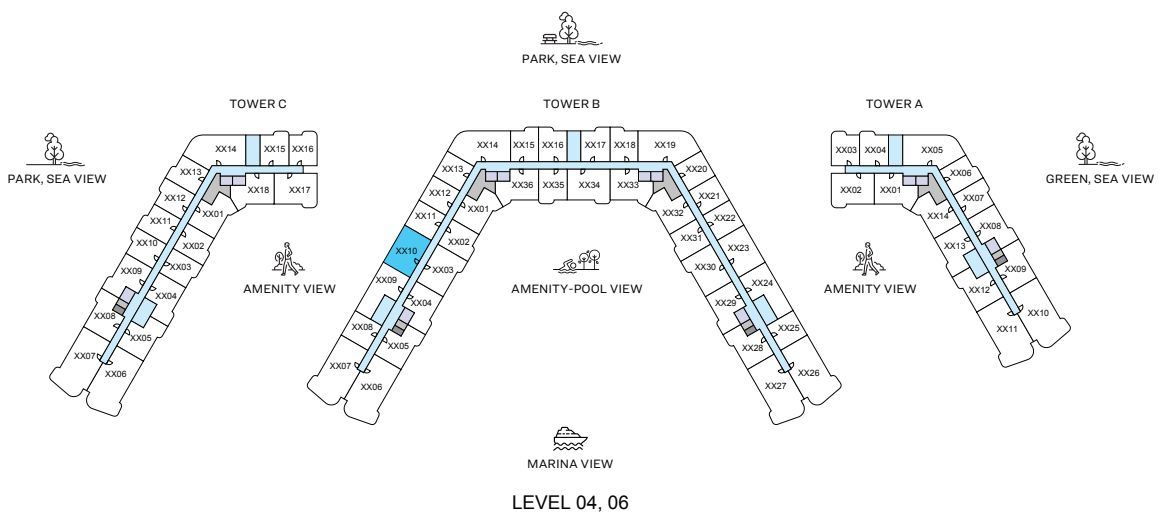 PARK, SEA VIEW
TOWER C
TOWER B
TOWER A
PARK, SEA VIEW
GREEN, SEA VIEW
XX14
XX15
XX16
XX13
XX18
XX17
XX12
XX01
XX11
XX02
XX10
XX03
XX09
XX04
XX08
XX05
XX07
XX06
XX14
XX15
XX16
XX17
XX18
XX19
XX13
XX36
XX35
XX34
XX33
XX20
XX12
XX01
XX32
XX21
XX11
XX02
XX31
XX22
XX10
XX03
XX30
XX23
XX09
XX04
XX29
XX24
XX08
XX05
XX28
XX25
XX07
XX06
XX27
XX26
XX03
XX04
XX05
XX02
XX01
XX06
XX14
XX07
XX13
XX08
XX12
XX09
XX11
XX10
AMENITY VIEW
AMENITY-POOL VIEW
AMENITY VIEW
MARINA VIEW
LEVEL 04, 06